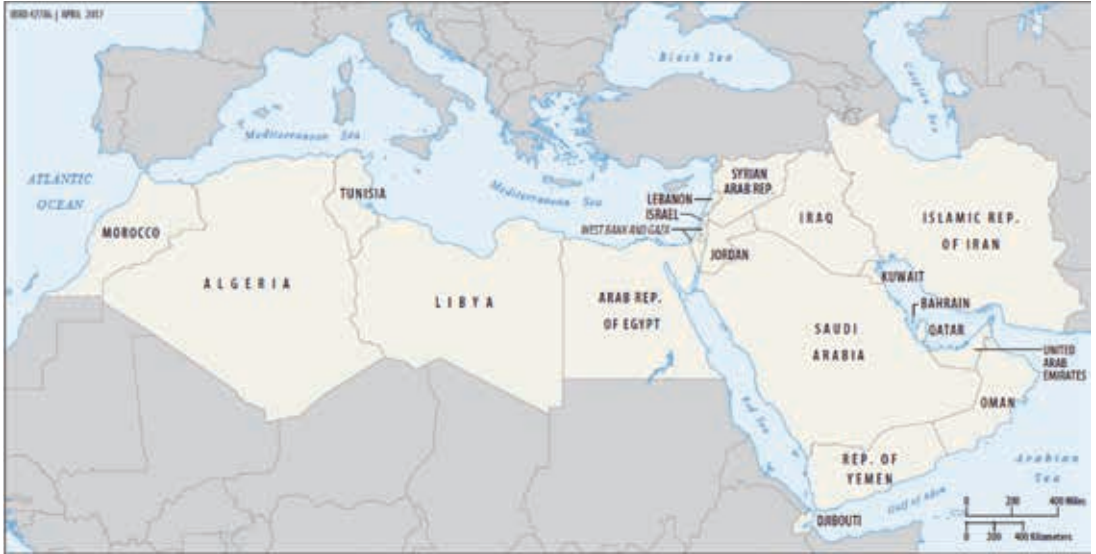 IBRD 42786 | APRIL 2017
Black Sea
Caspian Sea
Mediterranean Sea
ATLANTIC
OCEAN
Mediterranean Sea
TUNISIA
MOROCCO
ALGERIA
LIBYA
ARAB REP.
OF EGYPT
LEBANON
ISRAEL
WEST BANK AND GAZA
SYRIAN
ARAB REP.
JORDAN
IRAQ
ISLAMIC REP.
OF IRAN
KUWAIT
BAHRAIN
QATAR
SAUDI
ARABIA
UNITED
ARAB
EMIRATES
OMAN
Red Sea
REP. OF
YEMEN
Arabian
Sea
Gulf of Aden
DJIBOUTI
0 200 400 Miles
0 200 400 Kilometers